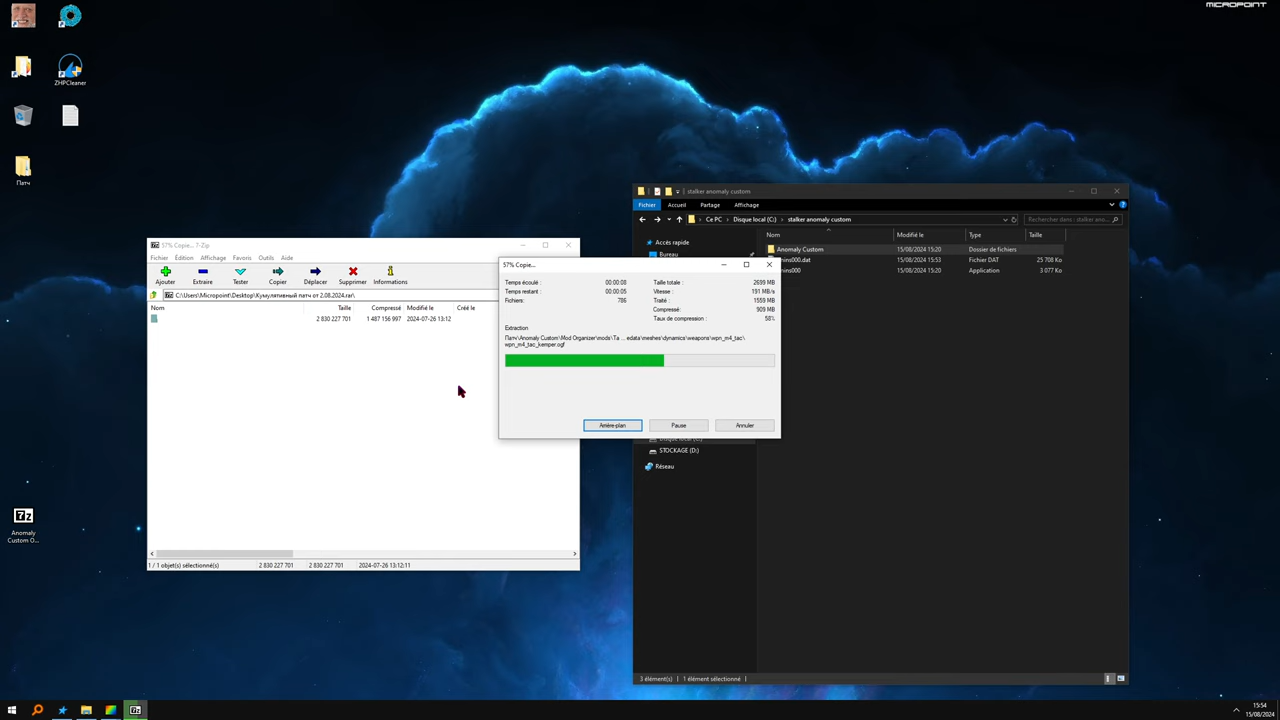 MICROPOINT
ZHPCleaner
Патч
Anomaly
Custom O...
57% Copie... 7-Zip
Fichier Édition Affichage Favoris Outils Aide
Ajouter Extraire Tester Copier Déplacer Supprimer Informations
C:\Users\Micropoint\Desktop\Кумулятивный патч от 2.08.2024.rar\
Nom Taille Compressé Modifié le Créé le
2 830 227 701 1 487 156 997 2024-07-26 13:12
1 / 1 objet(s) sélectionné(s) 2 830 227 701 2 830 227 701 2024-07-26 13:12:11
57% Copie...
Temps écoulé : 00:00:08 Taille totale : 2699 MB
Temps restant : 00:00:05 Vitesse : 191 MB/s
Fichiers: 786 Traité : 1559 MB
Compressé: 909 MB
Taux de compression : 58%
Extraction
Патч\Anomaly Custom\Mod Organizer\mods\Ta ... edata\meshes\dynamics\weapons\wpn_m4_tac\
wpn_m4_tac_kemper.ogf
Arrière-plan Pause Annuler
stalker anomaly custom
Fichier Accueil Partage Affichage
Ce PC Disque local (C:) stalker anomaly custom Rechercher dans : stalker ano...
Nom Modifié le Type Taille
Accès rapide
Bureau
Anomaly Custom 15/08/2024 15:20 Dossier de fichiers
unins000.dat 15/08/2024 15:53 Fichier DAT 25 708 Ko
unins000 15/08/2024 15:20 Application 3 077 Ko
Disque local (C:)
STOCKAGE (D:)
Réseau
3 élément(s) 1 élément sélectionné
15:54
15/08/2024